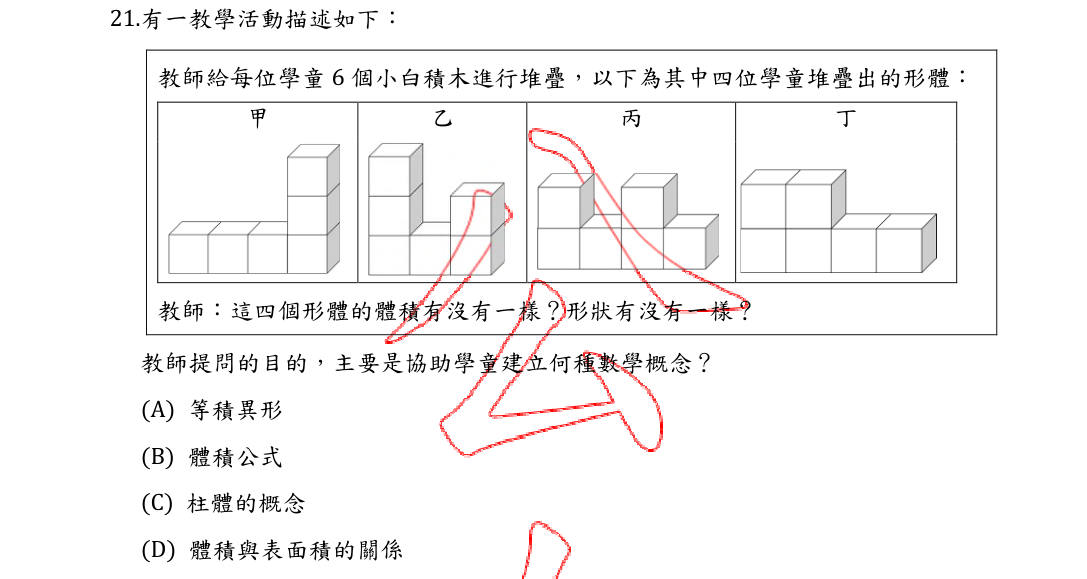 21.有一教學活動描述如下：
教師給每位學童 6 個小白積木進行堆疊，以下為其中四位學童堆疊出的形體：
甲 乙 丙 丁
教師：這四個形體的體積有沒有一樣？形狀有沒有一樣？
教師提問的目的，主要是協助學童建立何種數學概念？
(A) 等積異形
(B) 體積公式
(C) 柱體的概念
(D) 體積與表面積的關係